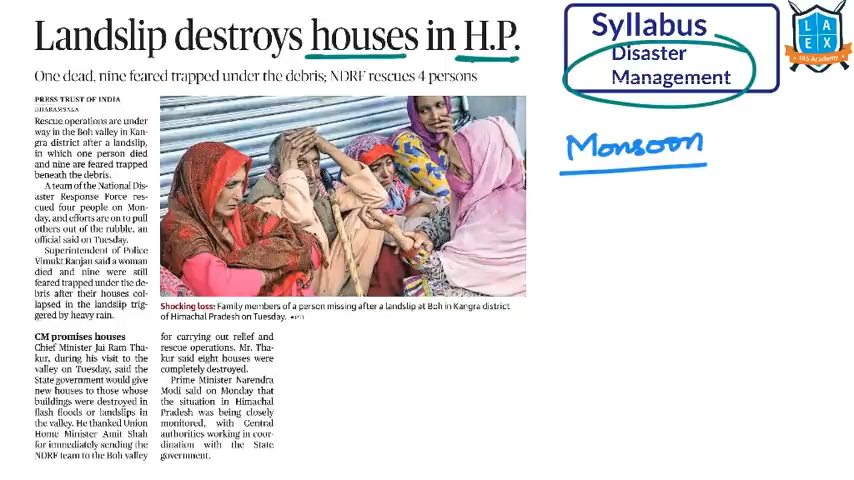 Landslip destroys houses in H.P.
One dead, nine feared trapped under the debris; NDRF rescues 4 persons
PRESS TRUST OF INDIA
DHARAMSALA
Rescue operations are under
way in the Boh valley in Kan-
gra district after a landslip,
in which one person died
and nine are feared trapped
beneath the debris.
A team of the National Dis-
aster Response Force res-
cued four people on Mon-
day, and efforts are on to pull
others out of the rubble, an
official said on Tuesday.
Superintendent of Police
Vimukt Ranjan said a woman
died and nine were still
feared trapped under the de-
bris after their houses col-
lapsed in the landslip trig-
gered by heavy rain.
CM promises houses
Chief Minister Jai Ram Tha-
kur, during his visit to the
valley on Tuesday, said the
State government would give
new houses to those whose
buildings were destroyed in
flash floods or landslips in
the valley. He thanked Union
Home Minister Amit Shah
for immediately sending the
NDRF team to the Boh valley
Shocking loss: Family members of a person missing after a landslip at Boh in Kangra district
of Himachal Pradesh on Tuesday. • PTI
for carrying out relief and
rescue operations. Mr. Tha-
kur said eight houses were
completely destroyed.
Prime Minister Narendra
Modi said on Monday that
the situation in Himachal
Pradesh was being closely
monitored, with Central
authorities working in coor-
dination with the State
government.
Syllabus
Disaster
Management
LAEX
IAS Academy
Monsoon